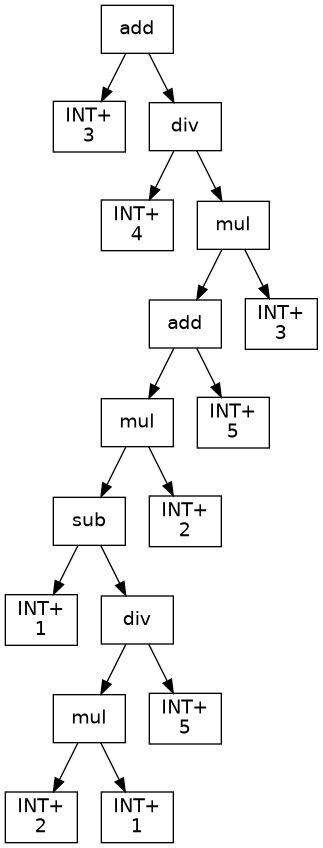 add
INT+
3
div
INT+
4
mul
add
INT+
3
mul
INT+
5
sub
INT+
2
INT+
1
div
mul
INT+
5
INT+
2
INT+
1